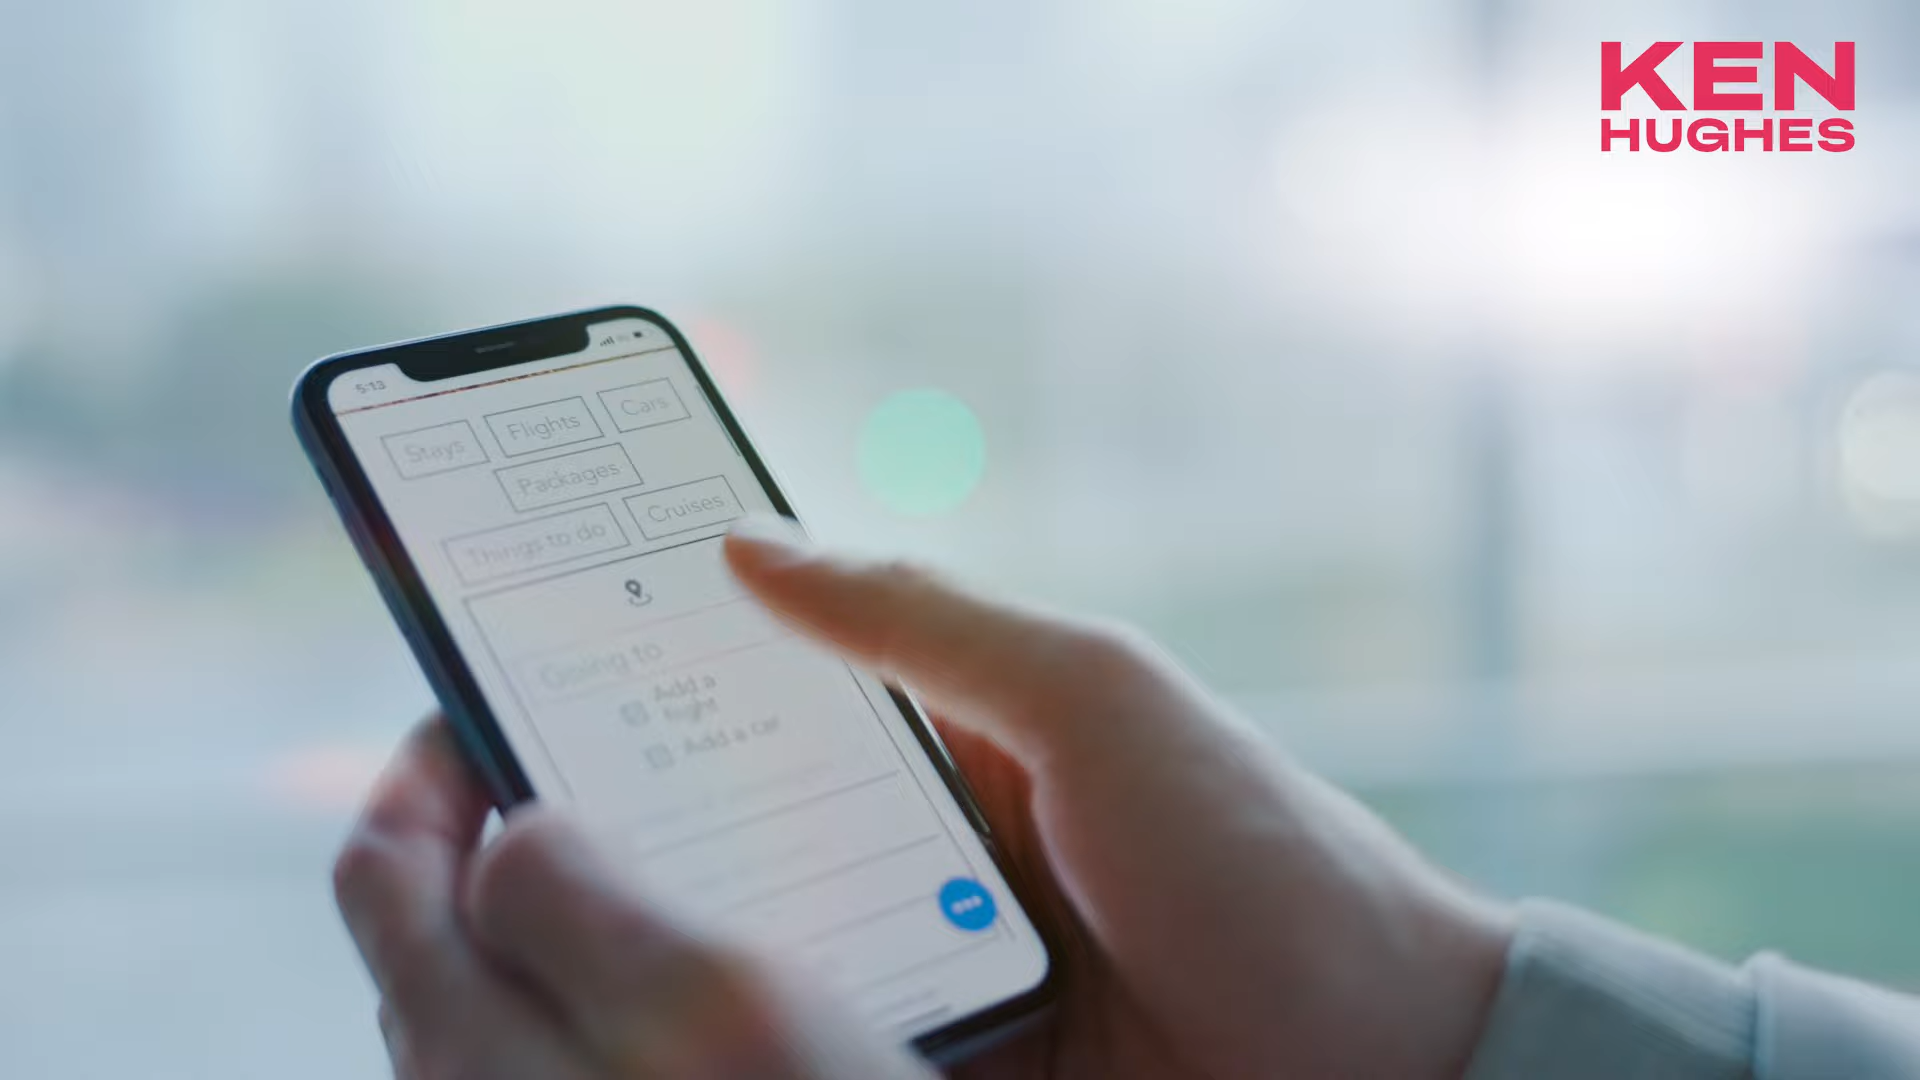 KEN
HUGHES
5:13
Stays
Flights
Cars
Packages
Things to do
Cruises
Going to
Add a
flight
Add a car